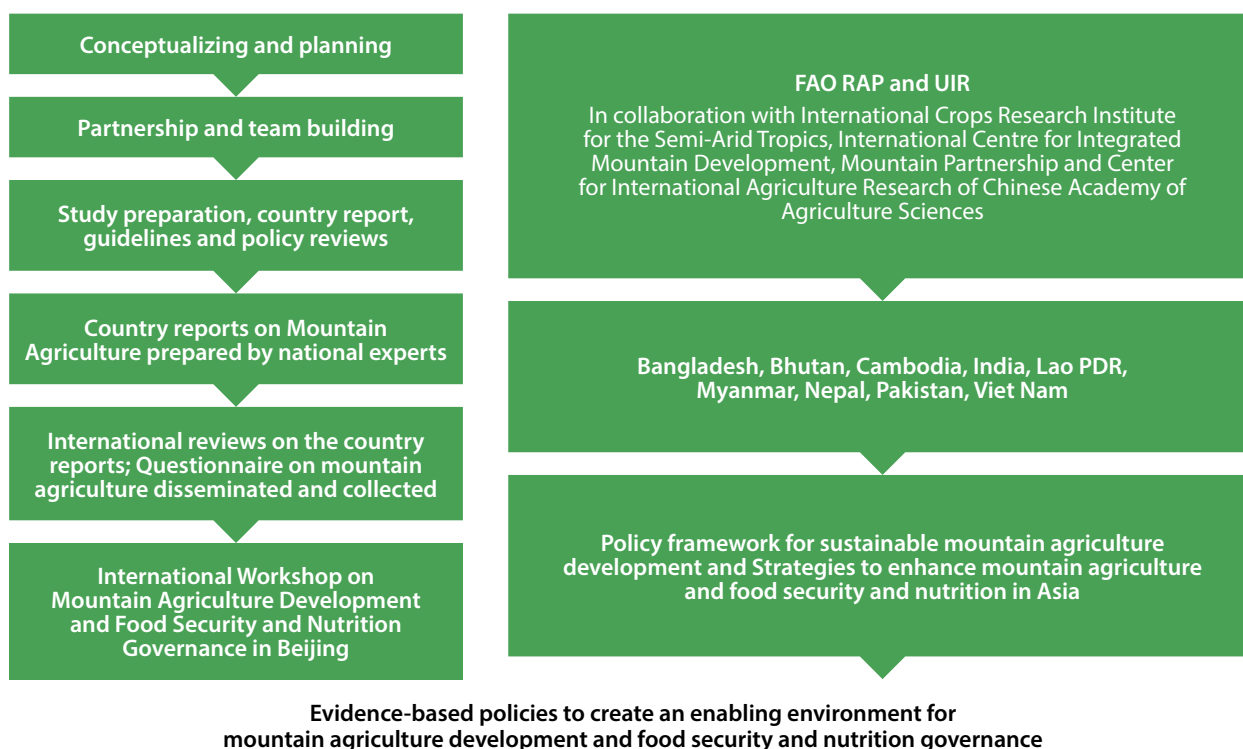 Conceptualizing and planning
Partnership and team building
Study preparation, country report,
guidelines and policy reviews
Country reports on Mountain
Agriculture prepared by national experts
International reviews on the country
reports; Questionnaire on mountain
agriculture disseminated and collected
International Workshop on
Mountain Agriculture Development
and Food Security and Nutrition
Governance in Beijing
FAO RAP and UIR
In collaboration with International Crops Research Institute
for the Semi-Arid Tropics, International Centre for Integrated
Mountain Development, Mountain Partnership and Center
for International Agriculture Research of Chinese Academy of
Agriculture Sciences
Bangladesh, Bhutan, Cambodia, India, Lao PDR,
Myanmar, Nepal, Pakistan, Viet Nam
Policy framework for sustainable mountain agriculture
development and Strategies to enhance mountain agriculture
and food security and nutrition in Asia
Evidence-based policies to create an enabling environment for
mountain agriculture development and food security and nutrition governance